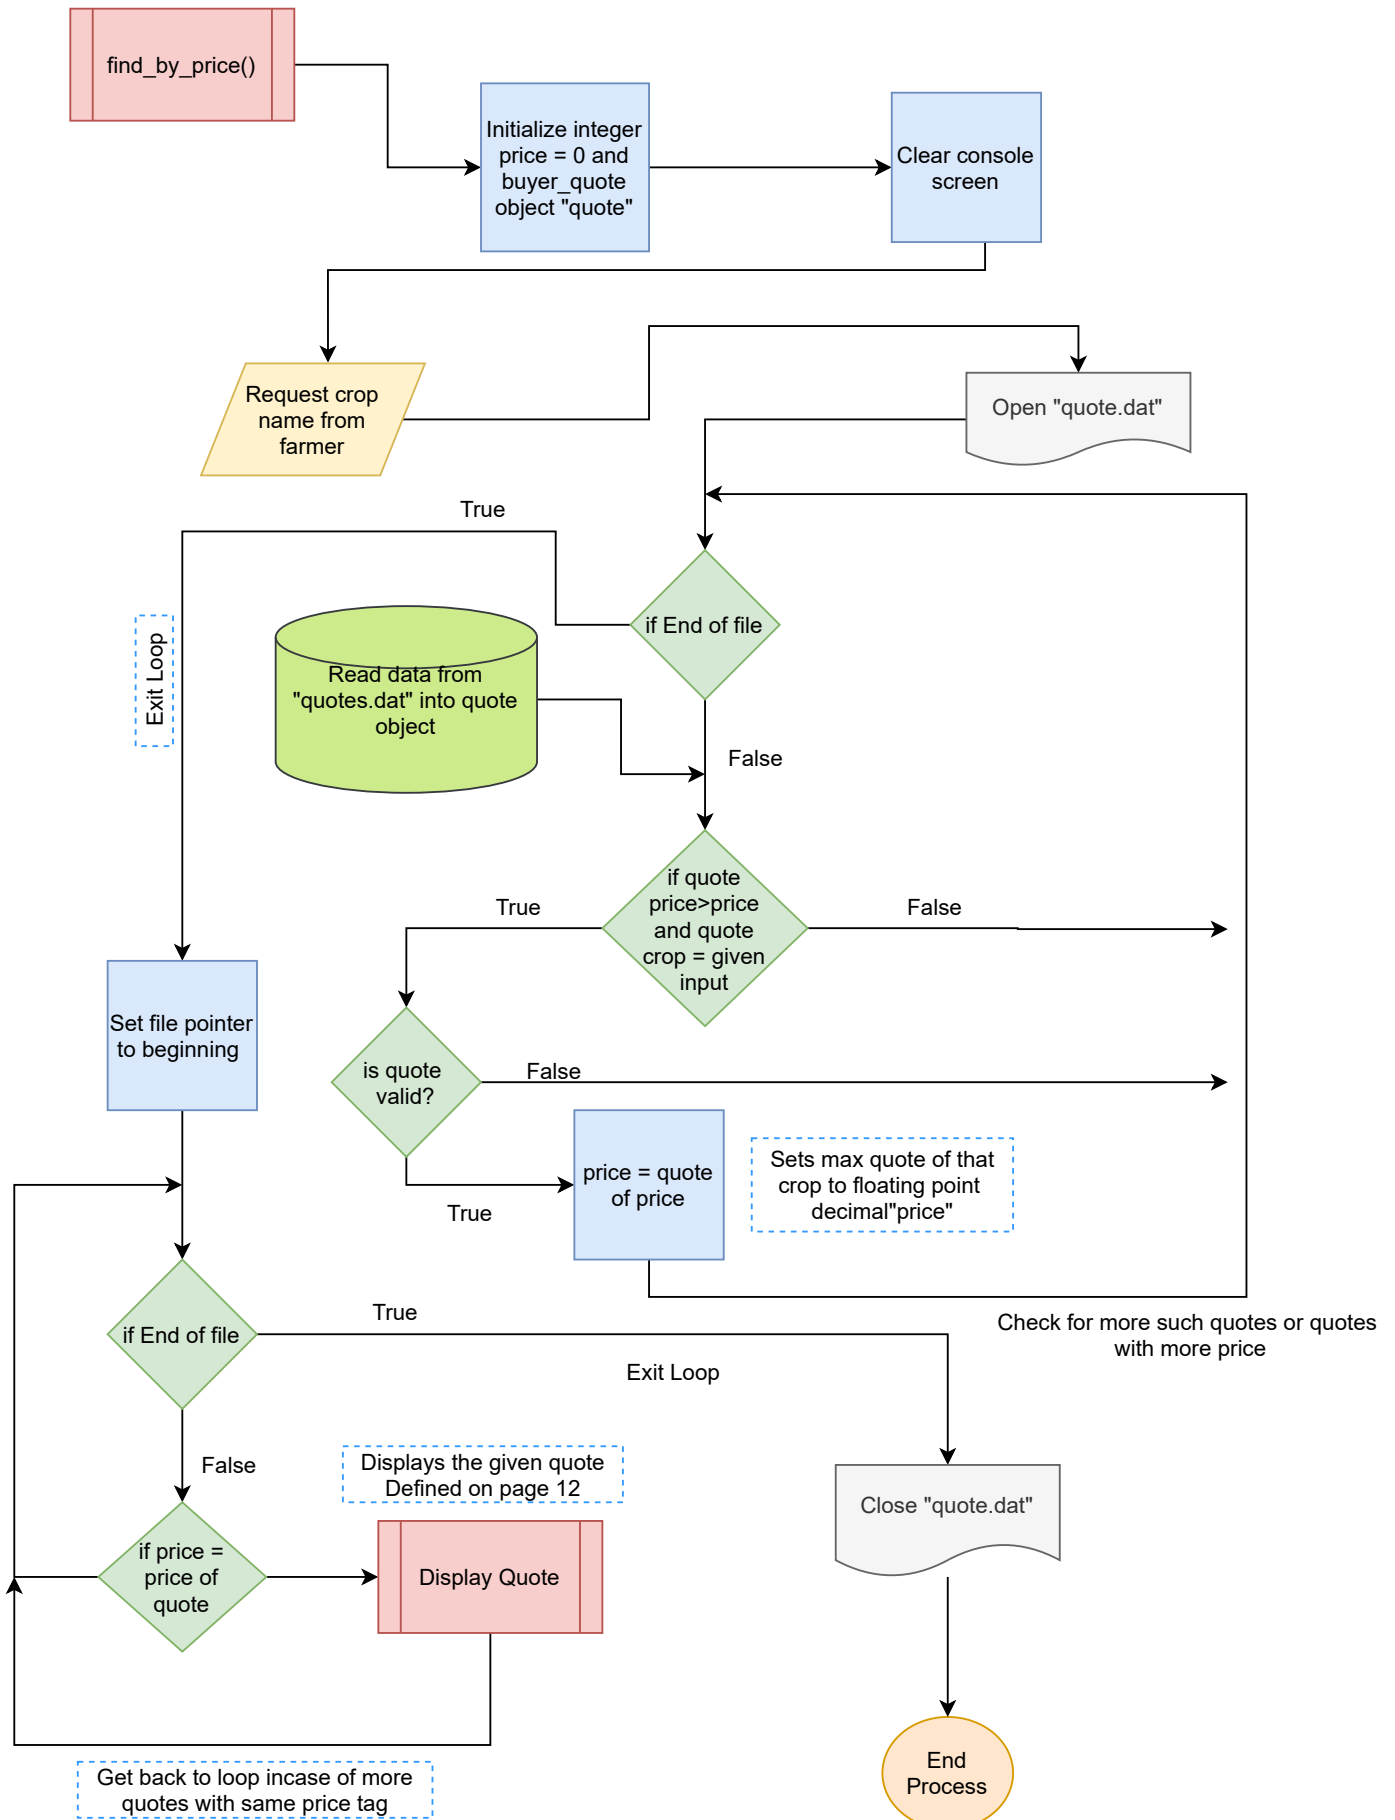 find_by_price()
Initialize integer
price = 0 and
buyer_quote
object "quote"
Clear console
screen
Request crop
name from
farmer
Open "quote.dat"
True
if End of file
Exit Loop
Read data from
"quotes.dat" into quote
object
False
if quote
price>price
and quote
crop = given
input
True
False
Set file pointer
to beginning
is quote
valid?
False
price = quote
of price
Sets max quote of that
crop to floating point
decimal"price"
True
if End of file
True
Check for more such quotes or quotes
with more price
Exit Loop
False
Displays the given quote
Defined on page 12
Close "quote.dat"
if price =
price of
quote
Display Quote
End
Process
Get back to loop incase of more
quotes with same price tag